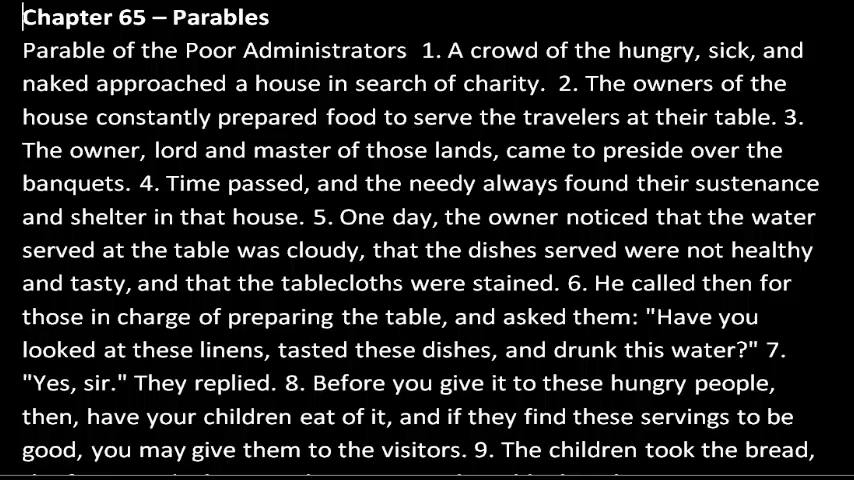 Chapter 65 – Parables
Parable of the Poor Administrators  1. A crowd of the hungry, sick, and
naked approached a house in search of charity.  2. The owners of the
house constantly prepared food to serve the travelers at their table. 3.
The owner, lord and master of those lands, came to preside over the
banquets. 4. Time passed, and the needy always found their sustenance
and shelter in that house. 5. One day, the owner noticed that the water
served at the table was cloudy, that the dishes served were not healthy
and tasty, and that the tablecloths were stained. 6. He called then for
those in charge of preparing the table, and asked them: "Have you
looked at these linens, tasted these dishes, and drunk this water?" 7.
"Yes, sir." They replied. 8. Before you give it to these hungry people,
then, have your children eat of it, and if they find these servings to be
good, you may give them to the visitors. 9. The children took the bread,